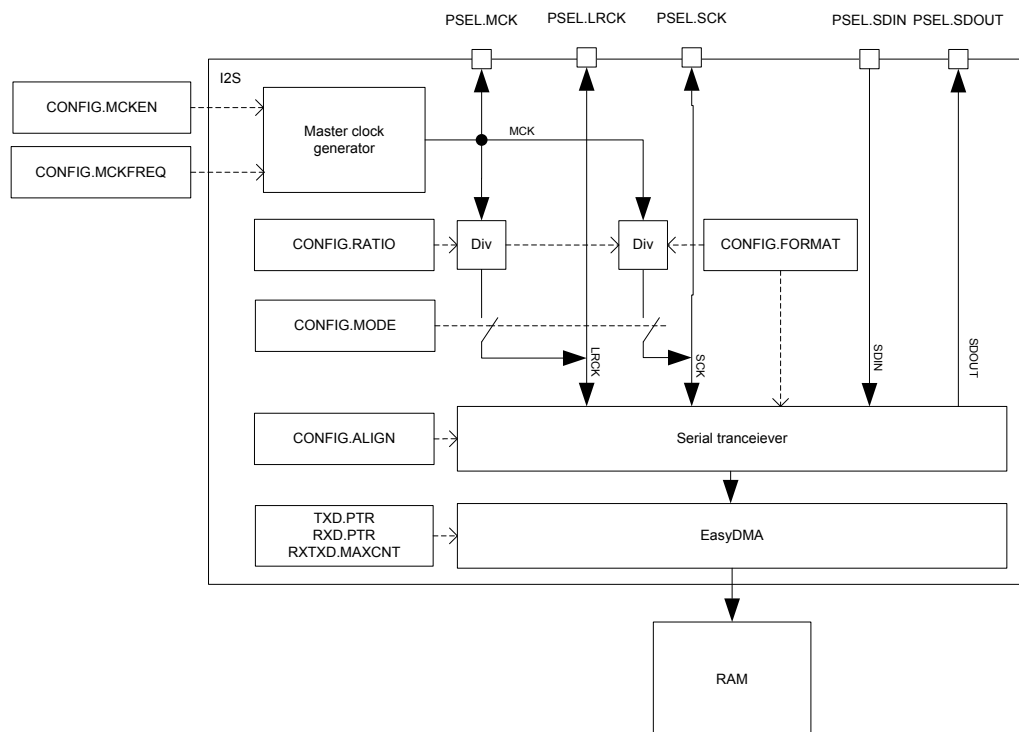 PSEL.MCK
PSEL.LRCK
PSEL.SCK
PSEL.SDIN
PSEL.SDOUT
I2S
CONFIG.MCKEN
Master clock
generator
MCK
CONFIG.MCKFREQ
CONFIG.RATIO
Div
Div
CONFIG.FORMAT
CONFIG.MODE
LRCK
SCK
SDIN
SDOUT
CONFIG.ALIGN
Serial tranceiever
TXD.PTR
RXD.PTR
RXTXD.MAXCNT
EasyDMA
RAM